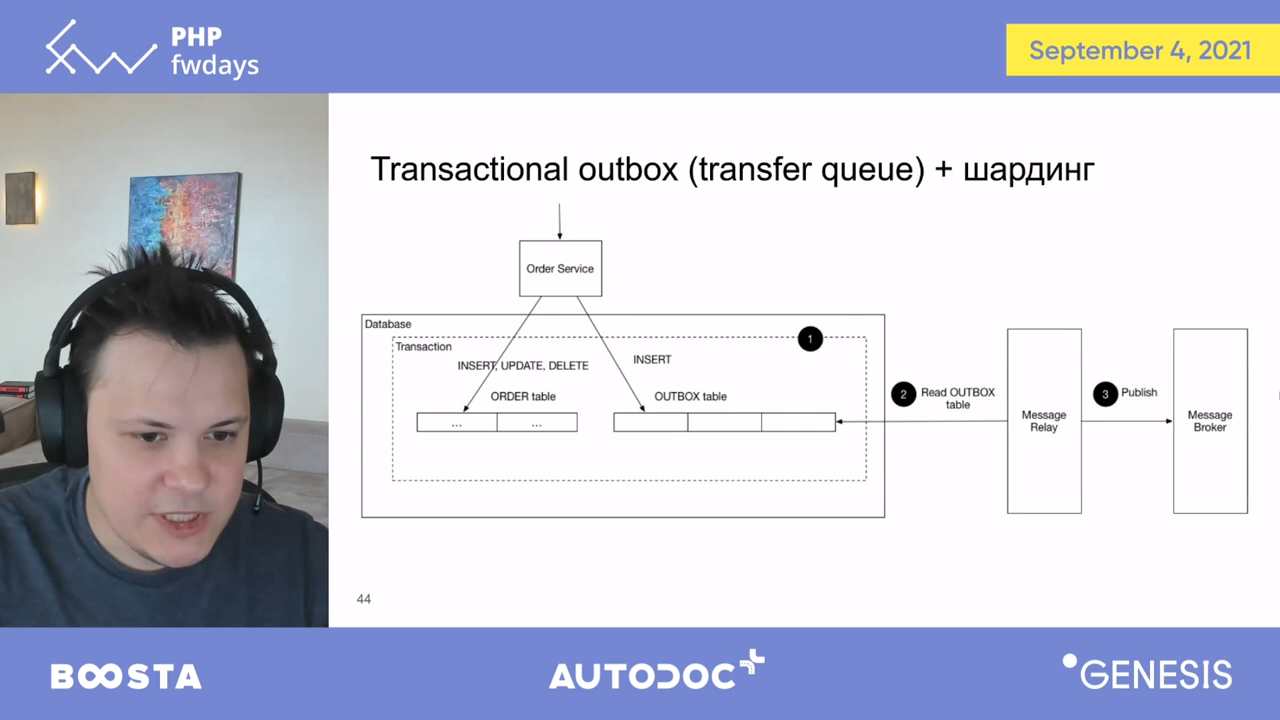 PHP
fwdays
September 4, 2021
Transactional outbox (transfer queue) + шардинг
Order Service
Database
Transaction
1
INSERT, UPDATE, DELETE
INSERT
ORDER table
OUTBOX table
... ...
2
Read OUTBOX
table
Message
Relay
3
Publish
Message
Broker
44
BOOSTA
AUTODOC
GENESIS